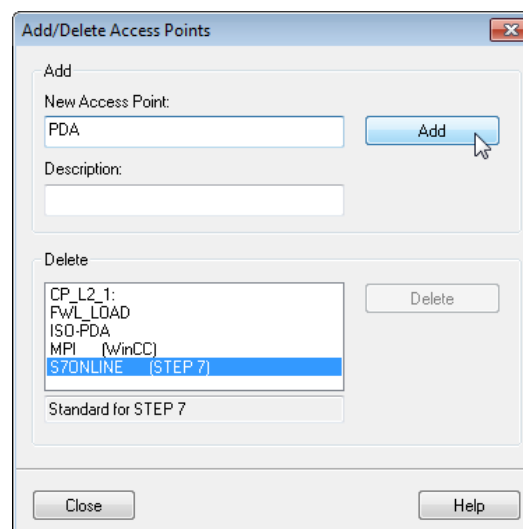 Add/Delete Access Points
Add
New Access Point:
PDA
Add
Description:
Delete
CP_L2_1:
Delete
FWL_LOAD
ISO-PDA
MPI (WinCC)
S7ONLINE (STEP 7)
Standard for STEP 7
Close
Help